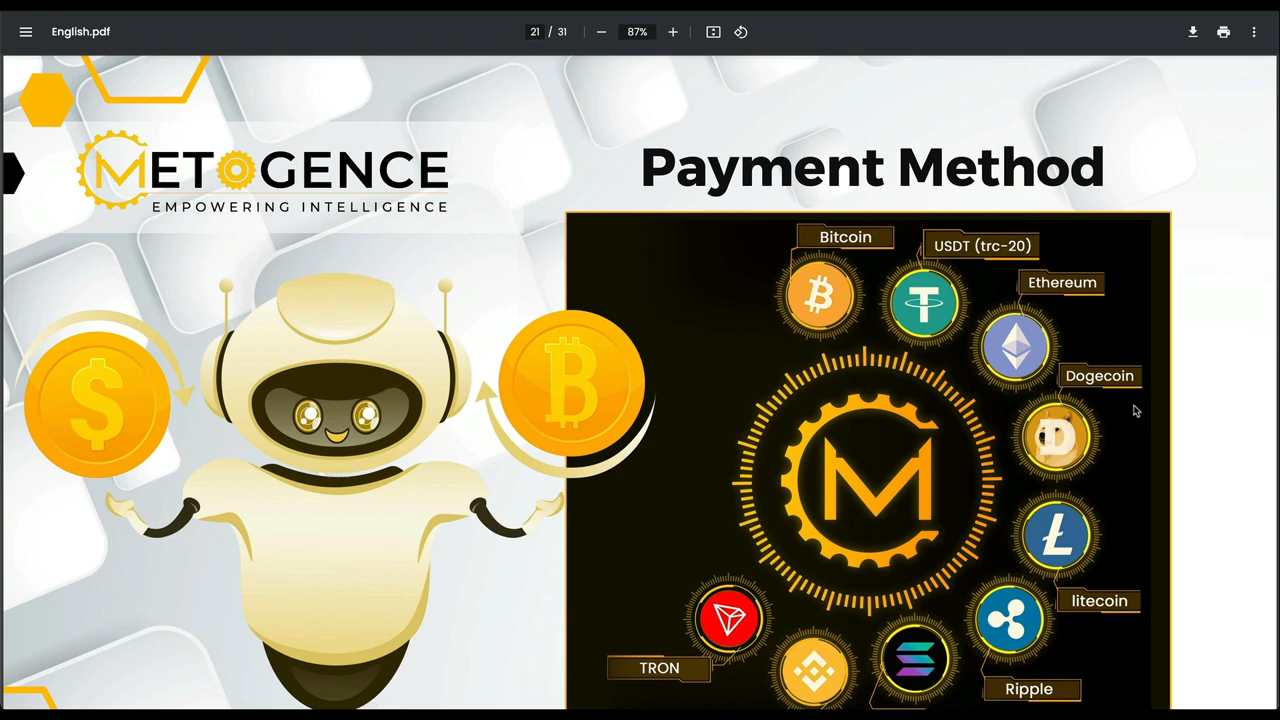 English.pdf
21 / 31
87%
METOGENCE
EMPOWERING INTELLIGENCE
Payment Method
Bitcoin
USDT (trc-20)
Ethereum
Dogecoin
litecoin
Ripple
TRON